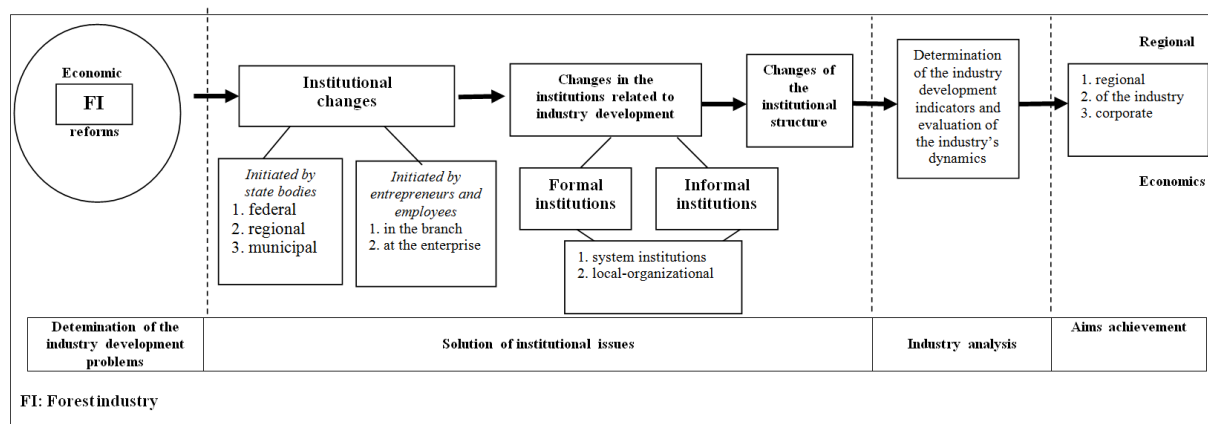 Economic
FI
reforms
Institutional
changes
Initiated by
state bodies
1. federal
2. regional
3. municipal
Initiated by
entrepreneurs and
employees
1. in the branch
2. at the enterprise
Changes in the
institutions related to
industry development
Formal
institutions
Informal
institutions
1. system institutions
2. local-organizational
Changes of
the
institutional
structure
Determination
of the industry
development
indicators and
evaluation of
the industry's
dynamics
Regional
1. regional
2. of the industry
3. corporate
Economics
Detemination of the
industry development
problems
Solution of institutional issues
Industry analysis
Aims achievement
FI: Forestindustry